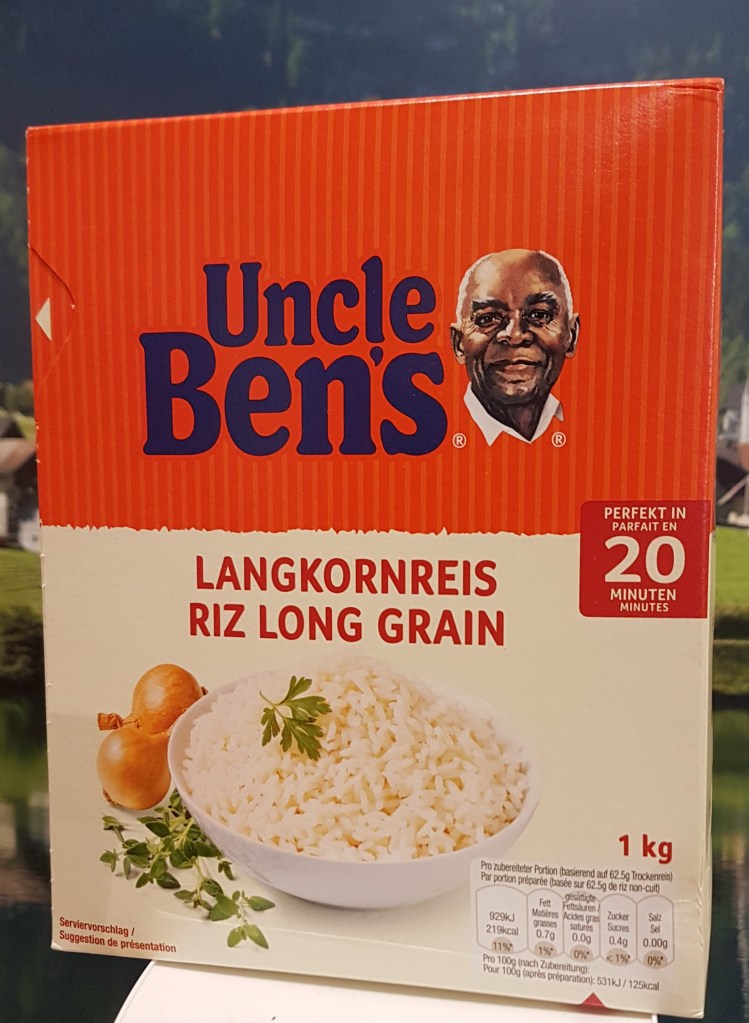 Uncle
Ben's
®
®
PERFEKT IN
PARFAIT EN
20
MINUTEN
MINUTES
LANGKORNREIS
RIZ LONG GRAIN
1 kg
Pro zubereiteter Portion (basierend auf 62.5g Trockenreis)
Par portion préparée (basée sur 62.5g de riz non-cuit)
929kJ
219kcal
11%*
Fett
Matières
grasses
0.7g
1%*
gesättigte
Fettsäuren /
Acides gras
saturés
0.0g
0%*
Zucker
Sucres
0.4g
<1%*
Salz
Sel
0.00g
0%*
Pro 100g (nach Zubereitung):
Pour 100g (après préparation): 531kJ / 125kcal
Serviervorschlag /
Suggestion de présentation